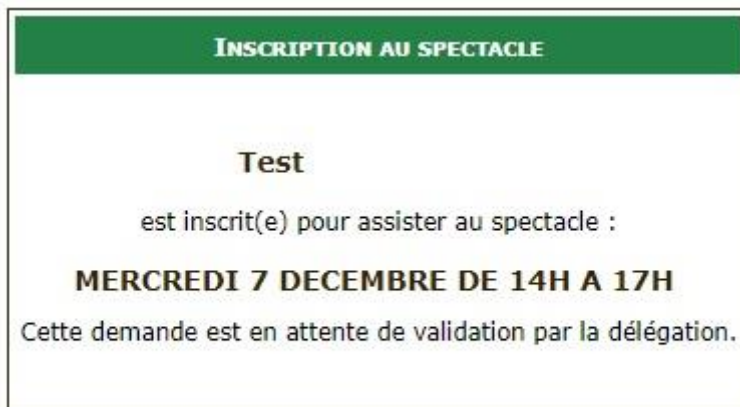 INSCRIPTION AU SPECTACLE
Test
est inscrit(e) pour assister au spectacle :
MERCREDI 7 DECEMBRE DE 14H A 17H
Cette demande est en attente de validation par la délégation.